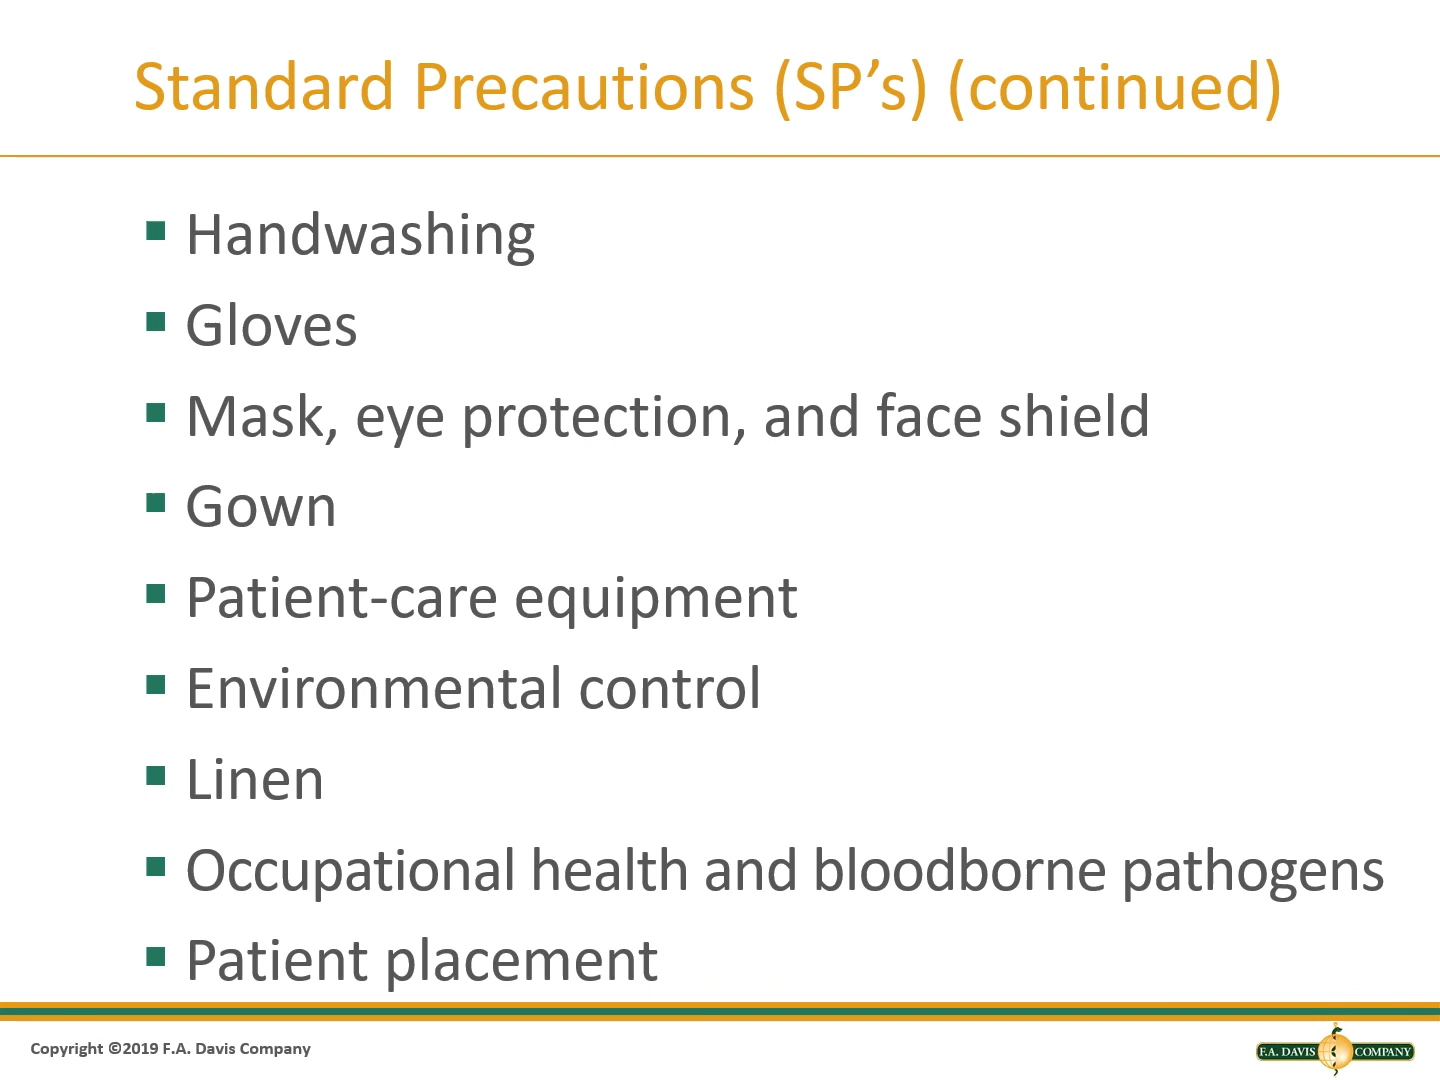 Standard Precautions (SP’s) (continued)
▪ Handwashing
▪ Gloves
▪ Mask, eye protection, and face shield
▪ Gown
▪ Patient-care equipment
▪ Environmental control
▪ Linen
▪ Occupational health and bloodborne pathogens
▪ Patient placement
Copyright ©2019 F.A. Davis Company
F.A. DAVIS COMPANY